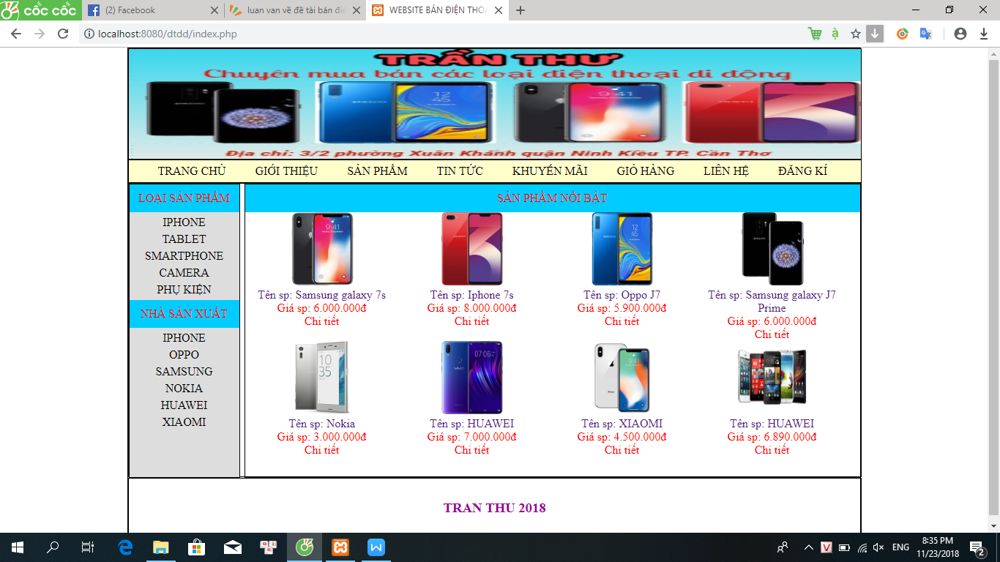 cốc cốc
(2) Facebook
luan van về đề tài bán điệ
WEBSITE BÁN ĐIỆN THOẠ
localhost:8080/dtdd/index.php
TRẦN THƯ
Chuyên mua bán các loại điện thoại di động
Địa chỉ: 3/2 phường Xuân Khánh quận Ninh Kiều TP. Cần Thơ
TRANG CHỦ GIỚI THIỆU SẢN PHẨM TIN TỨC KHUYẾN MÃI GIỎ HÀNG LIÊN HỆ ĐĂNG KÍ
LOẠI SẢN PHẨM
IPHONE
TABLET
SMARTPHONE
CAMERA
PHỤ KIỆN
NHÀ SẢN XUẤT
IPHONE
OPPO
SAMSUNG
NOKIA
HUAWEI
XIAOMI
SẢN PHẨM NỔI BẬT
Tên sp: Samsung galaxy 7s
Giá sp: 6.000.000đ
Chi tiết
Tên sp: Iphone 7s
Giá sp: 8.000.000đ
Chi tiết
Tên sp: Oppo J7
Giá sp: 5.900.000đ
Chi tiết
Tên sp: Samsung galaxy J7
Prime
Giá sp: 6.000.000đ
Chi tiết
Tên sp: Nokia
Giá sp: 3.000.000đ
Chi tiết
Tên sp: HUAWEI
Giá sp: 7.000.000đ
Chi tiết
Tên sp: XIAOMI
Giá sp: 4.500.000đ
Chi tiết
Tên sp: HUAWEI
Giá sp: 6.890.000đ
Chi tiết
TRAN THU 2018
ENG
8:35 PM
11/23/2018
2